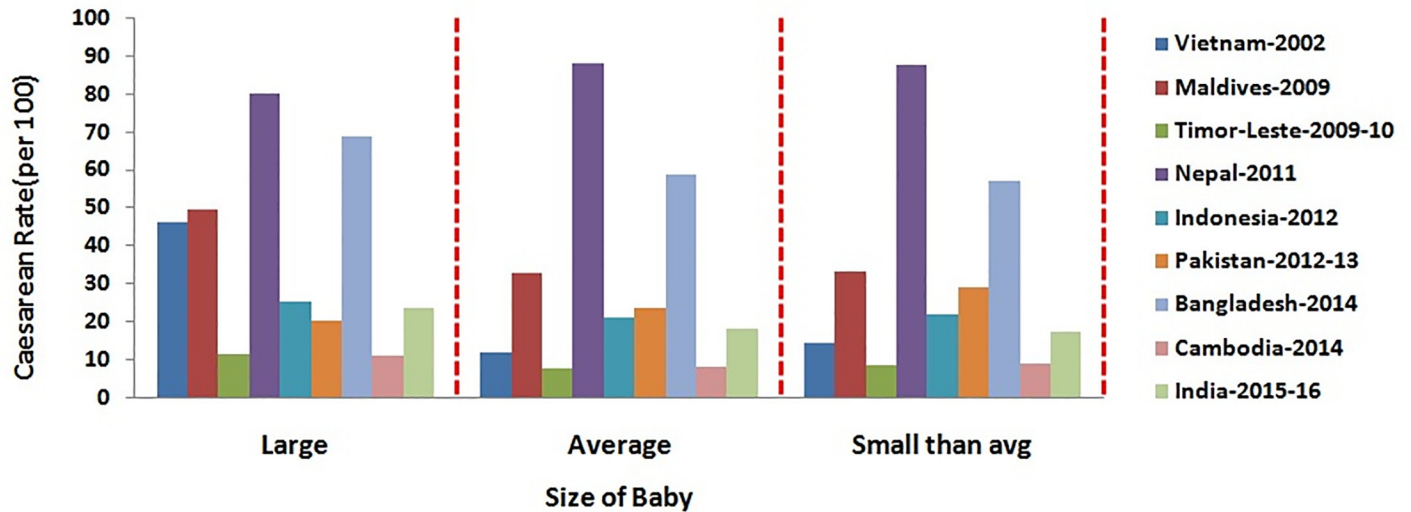 Caesarean Rate(per 100)
100
90
80
70
60
50
40
30
20
10
0
Large
Average
Small than avg
Size of Baby
Vietnam-2002
Maldives-2009
Timor-Leste-2009-10
Nepal-2011
Indonesia-2012
Pakistan-2012-13
Bangladesh-2014
Cambodia-2014
India-2015-16